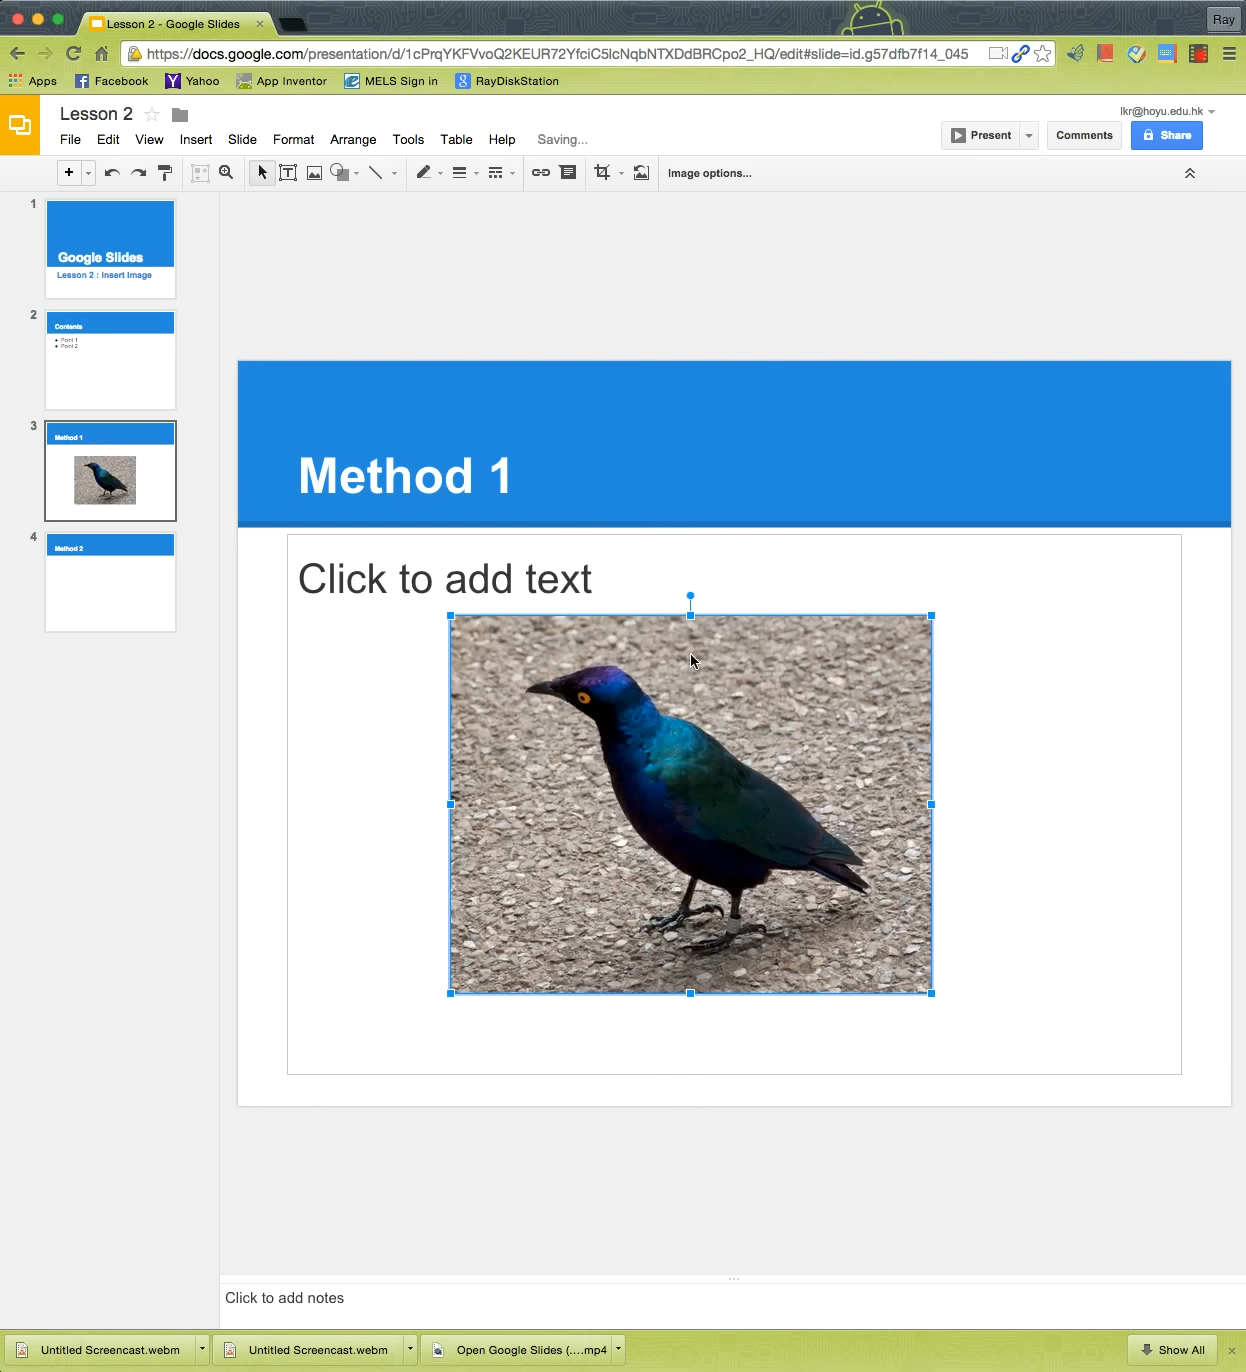 Lesson 2 - Google Slides
Ray
https://docs.google.com/presentation/d/1cPrqYKFVvoQ2KEUR72YfciC5lcNqbNTXDdBRCpo2_HQ/edit#slide=id.g57dfb7f14_045
Apps Facebook Yahoo App Inventor MELS Sign in RayDiskStation
Lesson 2
lkr@hoyu.edu.hk
File Edit View Insert Slide Format Arrange Tools Table Help Saving...
Present Comments Share
Image options...
1
Google Slides
Lesson 2 : Insert Image
2
Contents
Point 1
Point 2
3
Method 1
4
Method 2
Method 1
Click to add text
Click to add notes
Untitled Screencast.webm Untitled Screencast.webm Open Google Slides (....mp4 Show All